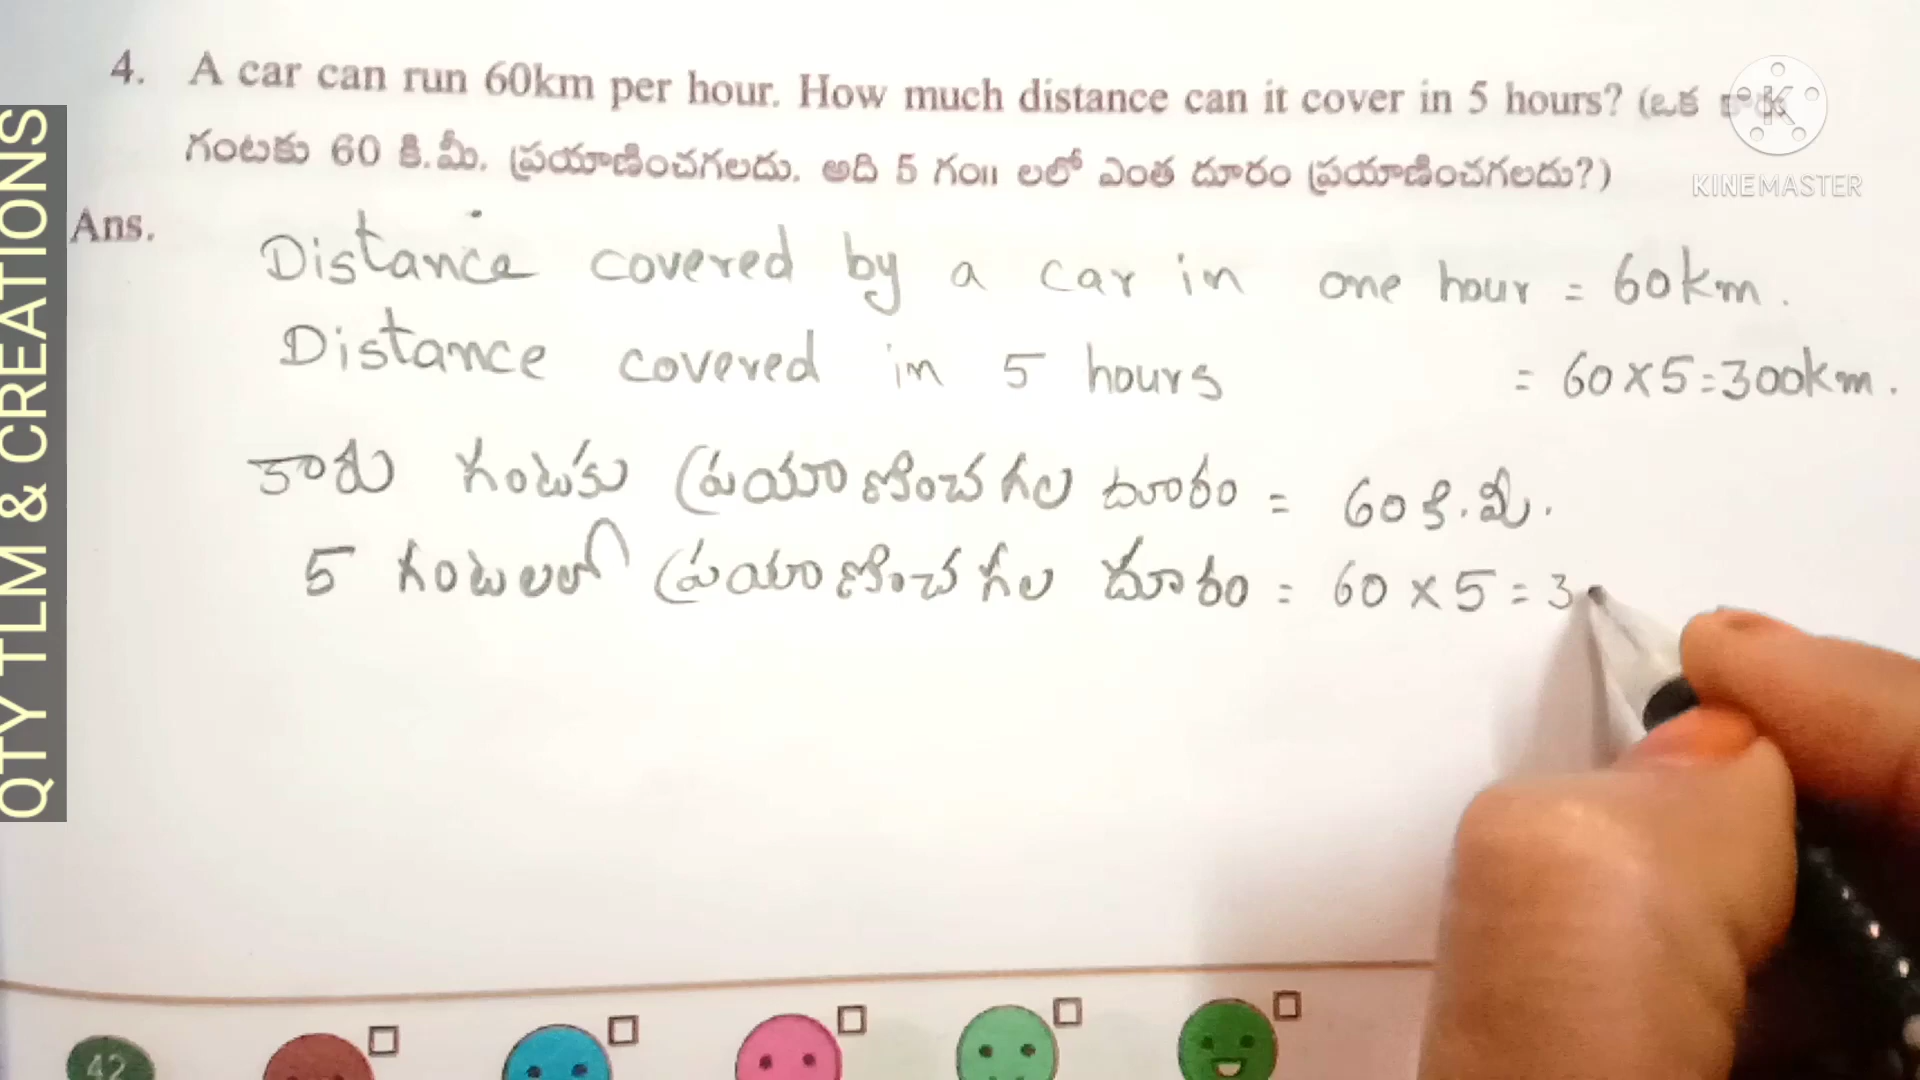 4. A car can run 60km per hour. How much distance can it cover in 5 hours? (ఒక కారు
గంటకు 60 కి.మీ. ప్రయాణించగలదు. అది 5 గం॥ లలో ఎంత దూరం ప్రయాణించగలదు?)
KINEMASTER
Ans.
Distance covered by a car in one hour = 60km.
Distance covered in 5 hours = 60×5=300km.
కారు గంటకు ప్రయాణించగల దూరం = 60 కి.మీ.
5 గంటలలో ప్రయాణించగల దూరం = 60 × 5 = 3
42
QTY TLM & CREATIONS